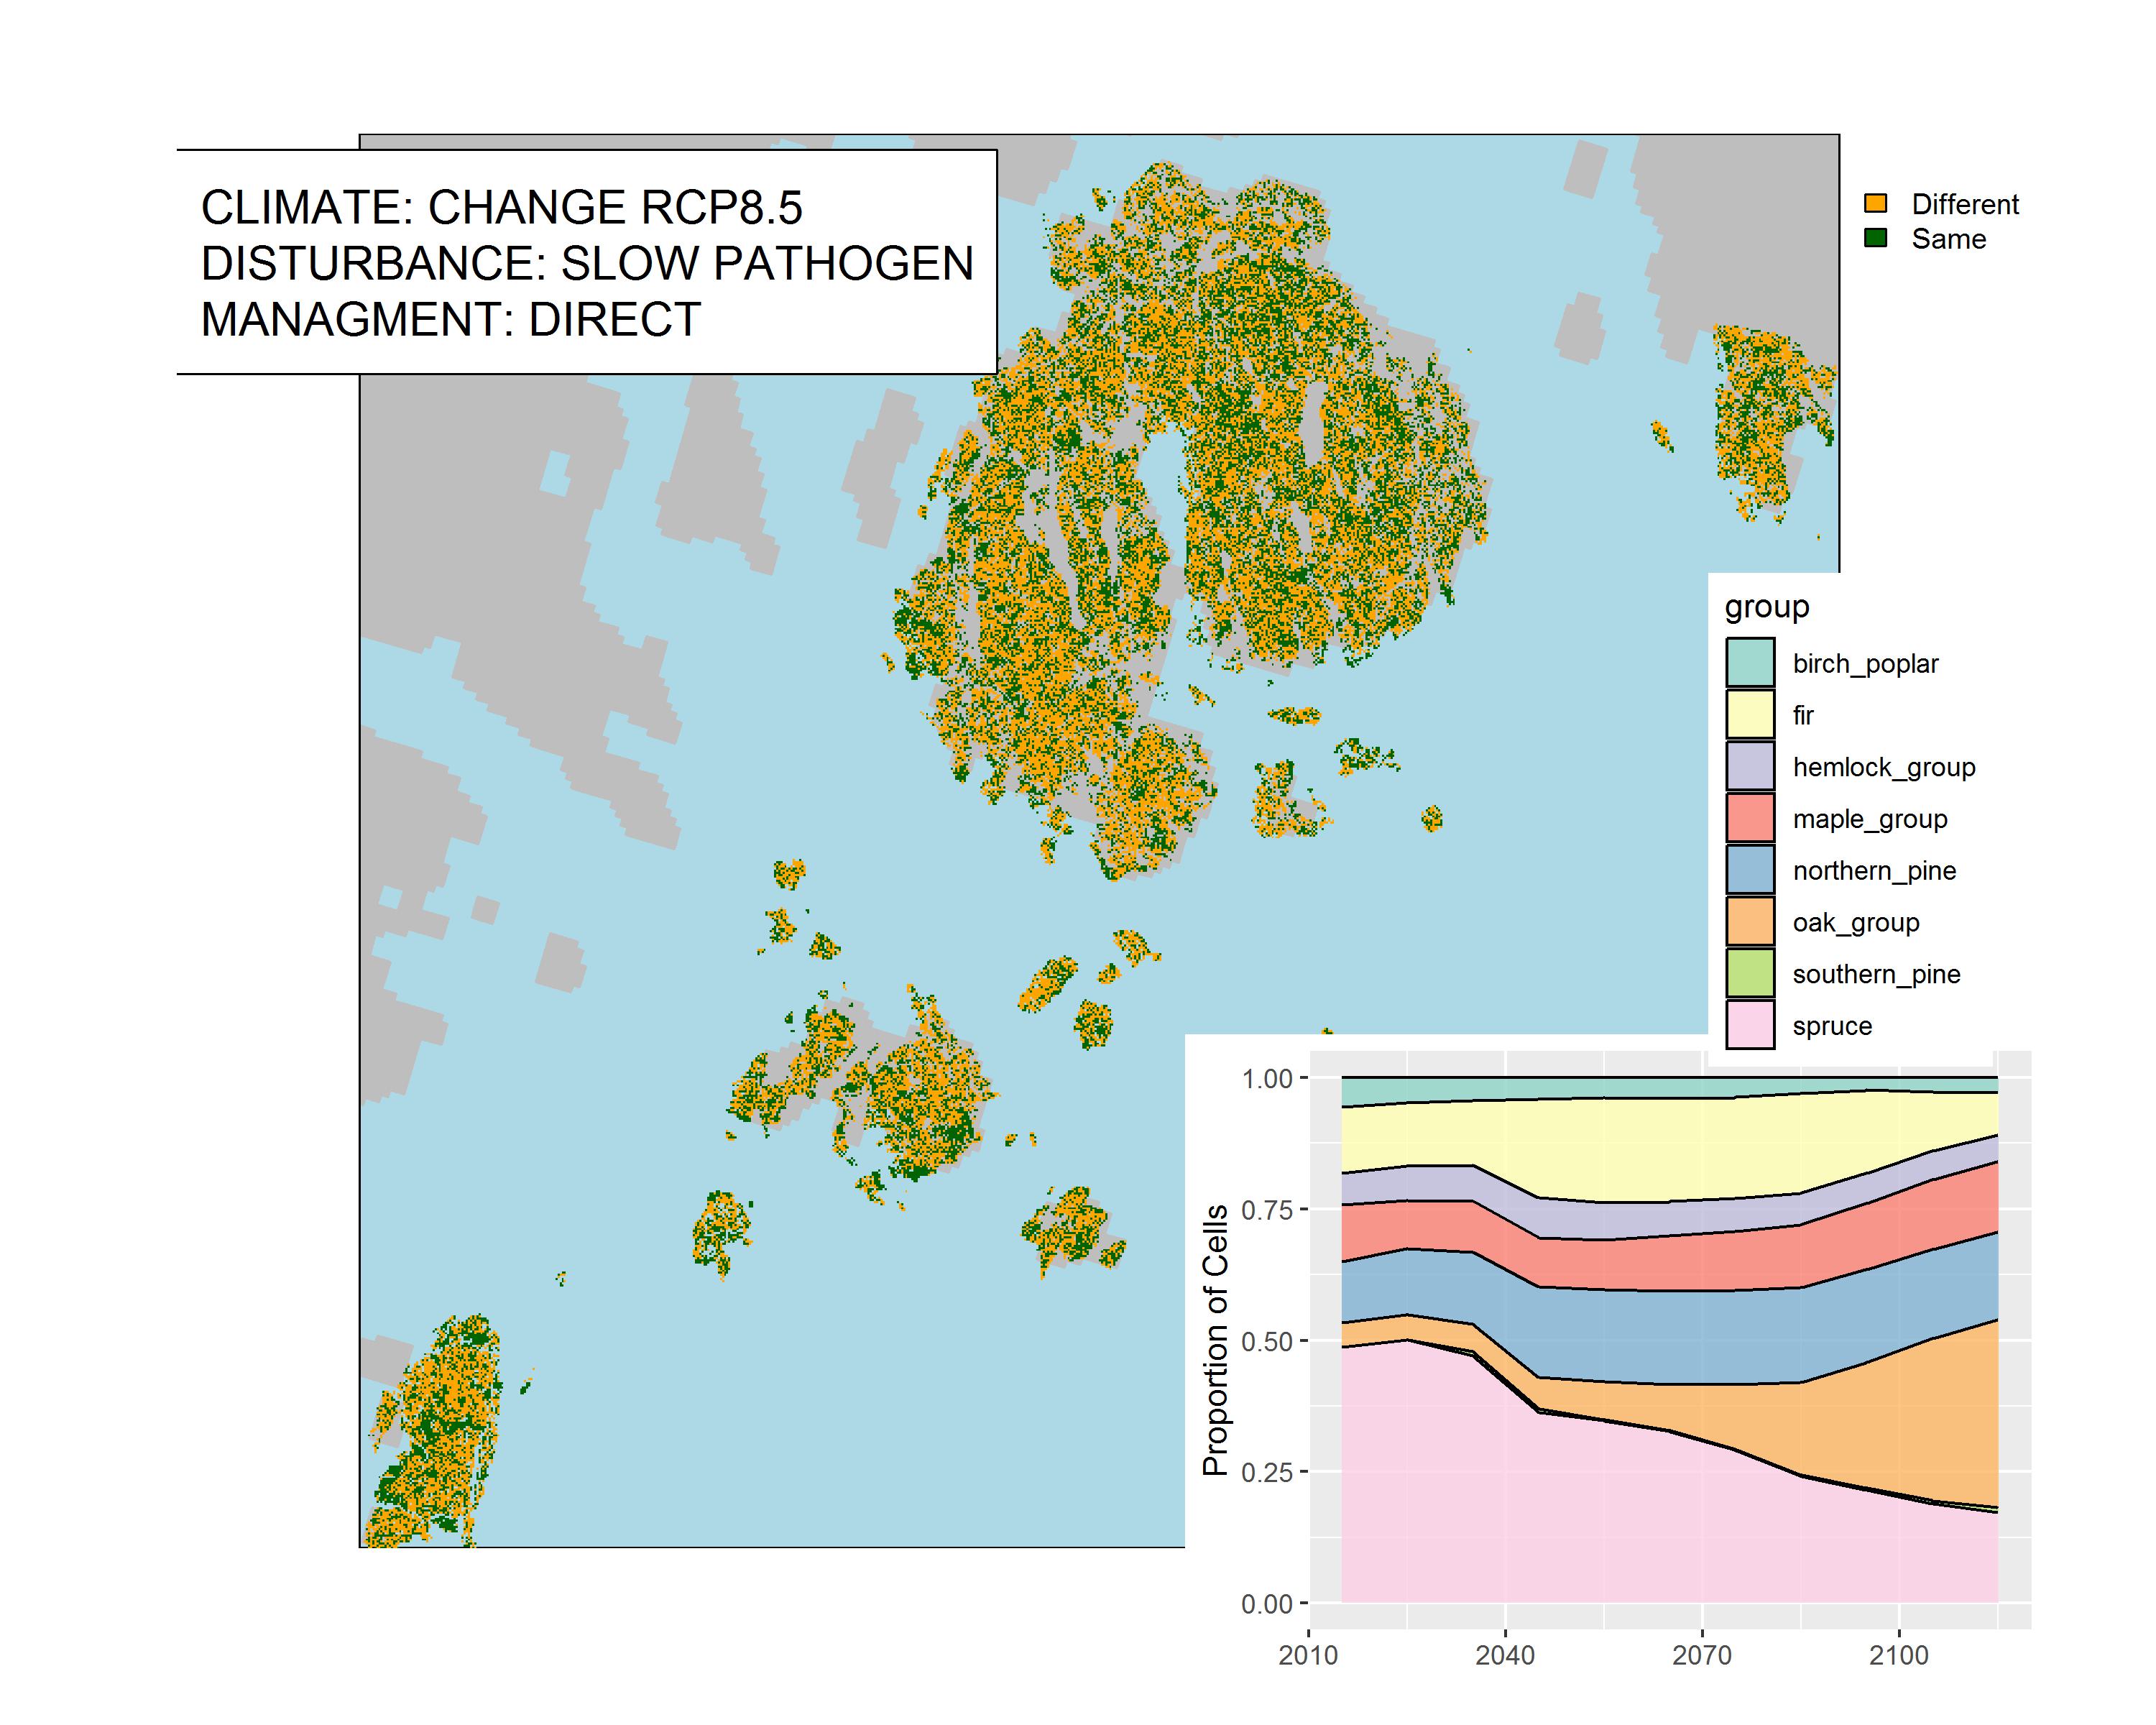 CLIMATE: CHANGE RCP8.5
DISTURBANCE: SLOW PATHOGEN
MANAGMENT: DIRECT
Different
Same
group
birch_poplar
fir
hemlock_group
maple_group
northern_pine
oak_group
southern_pine
spruce
Proportion of Cells
1.00
0.75
0.50
0.25
0.00
2010 2040 2070 2100